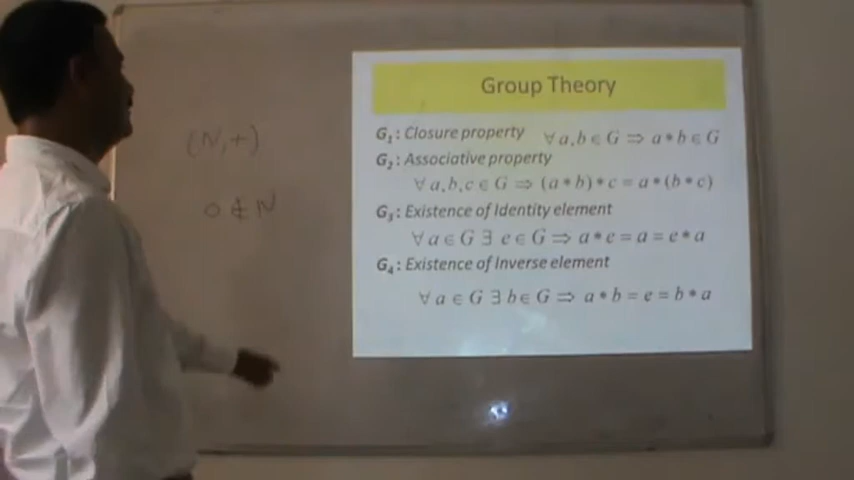 (N,+)
0 ∉ N
Group Theory
G₁ : Closure property ∀ a,b ∈ G ⇒ a * b ∈ G
G₂ : Associative property
∀ a,b,c ∈ G ⇒ (a * b) * c = a * (b * c)
G₃ : Existence of Identity element
∀ a ∈ G ∃ e ∈ G ⇒ a * e = a = e * a
G₄ : Existence of Inverse element
∀ a ∈ G ∃ b ∈ G ⇒ a * b = e = b * a